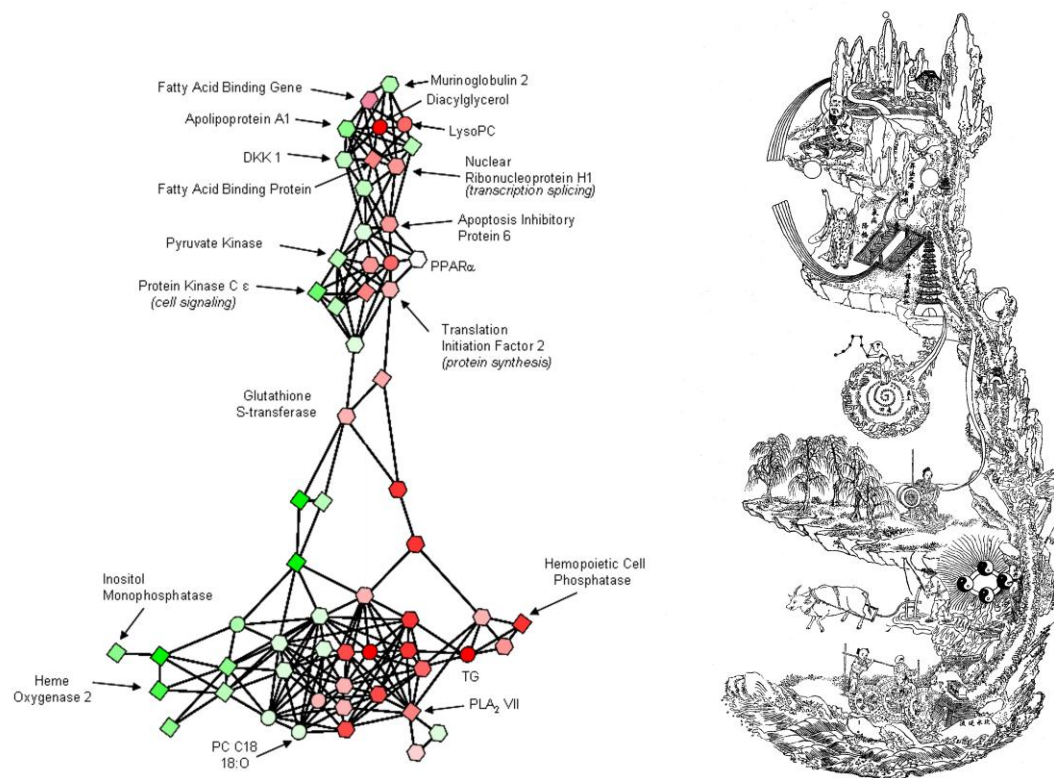 Murinoglobulin 2
Fatty Acid Binding Gene
Diacylglycerol
Apolipoprotein A1
LysoPC
DKK 1
Nuclear
Ribonucleoprotein H1
(transcription splicing)
Fatty Acid Binding Protein
Apoptosis Inhibitory
Protein 6
Pyruvate Kinase
PPARα
Protein Kinase C ε
(cell signaling)
Translation
Initiation Factor 2
(protein synthesis)
Glutathione
S-transferase
Hemopoietic Cell
Phosphatase
Inositol
Monophosphatase
TG
Heme
Oxygenase 2
PLA₂ VII
PC C18
18:O